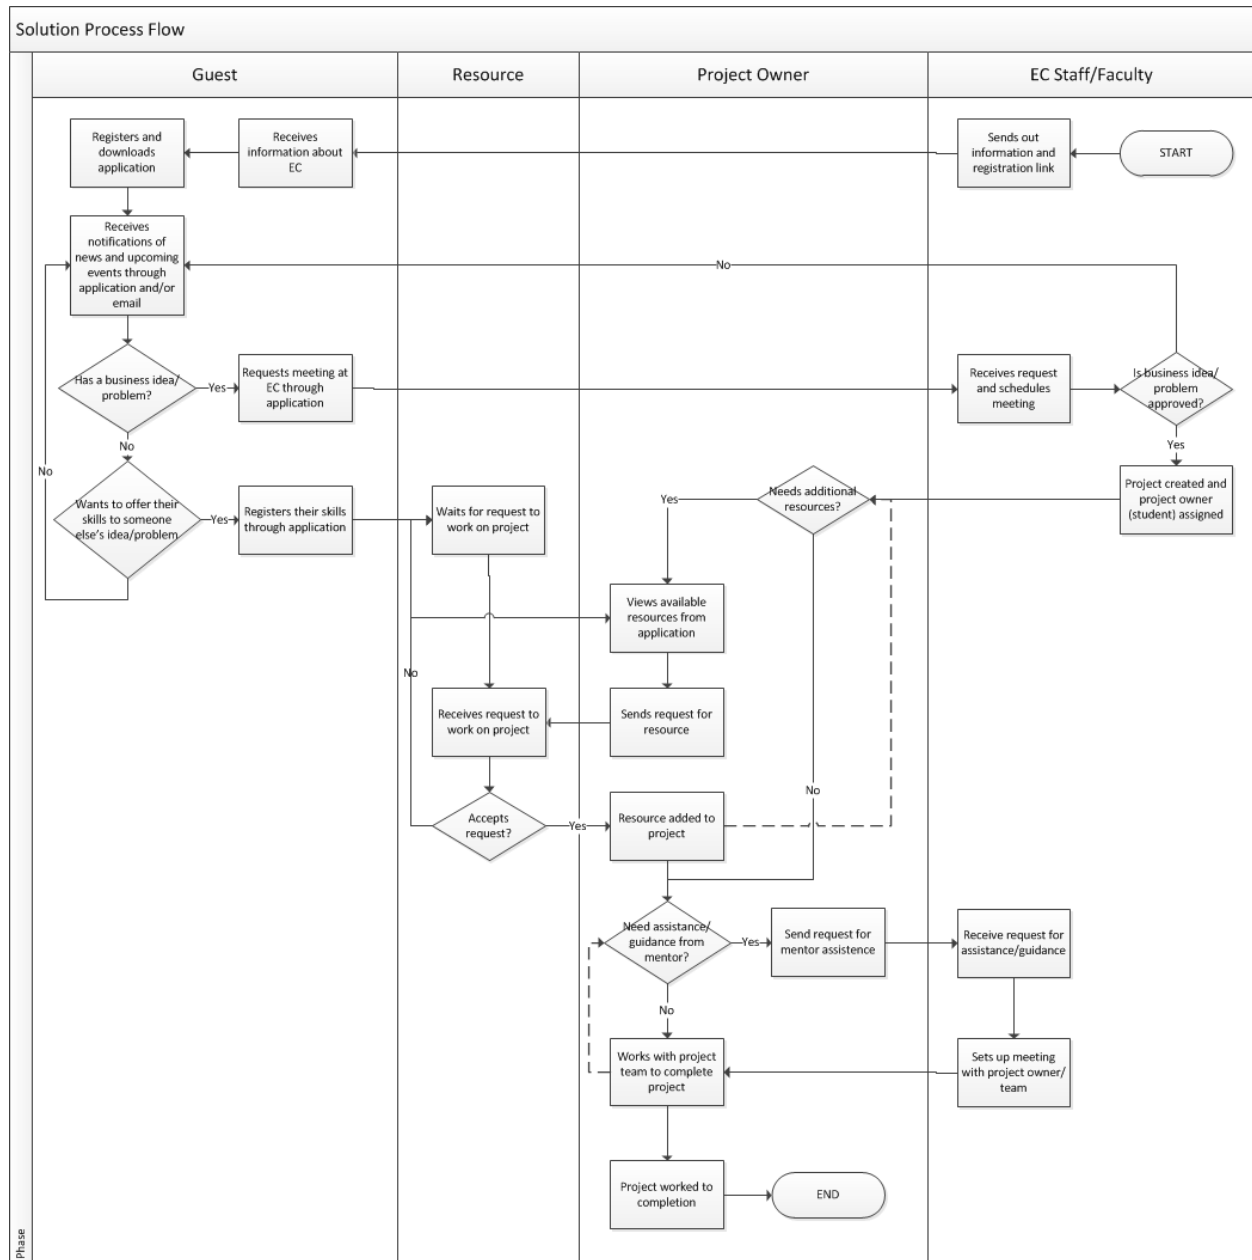 Solution Process Flow
Guest
Resource
Project Owner
EC Staff/Faculty
Registers and
downloads
application
Receives
information about
EC
Sends out
information and
registration link
START
Receives
notifications of
news and upcoming
events through
application and/or
email
No
Has a business idea/
problem?
Yes
Requests meeting at
EC through
application
Receives request
and schedules
meeting
Is business idea/
problem
approved?
No
Yes
No
Wants to offer their
skills to someone
else's idea/problem
Yes
Registers their skills
through application
Waits for request to
work on project
Yes
Needs additional
resources?
Project created and
project owner
(student) assigned
Views available
resources from
application
No
Receives request to
work on project
Sends request for
resource
No
Accepts
request?
Yes
Resource added to
project
Need assistance/
guidance from
mentor?
Yes
Send request for
mentor assistence
Receive request for
assistance/guidance
No
Works with project
team to complete
project
Sets up meeting
with project owner/
team
Project worked to
completion
END
Phase